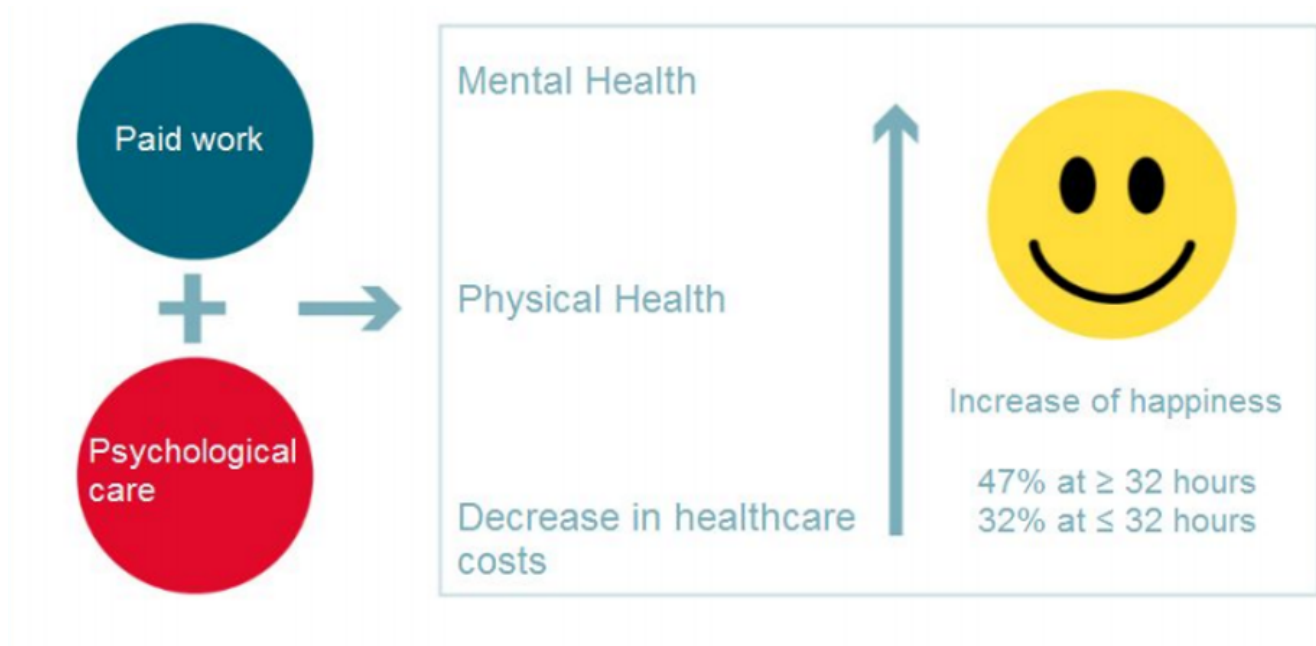 Paid work
Psychological
care
Mental Health
Physical Health
Decrease in healthcare
costs
Increase of happiness
47% at ≥ 32 hours
32% at ≤ 32 hours